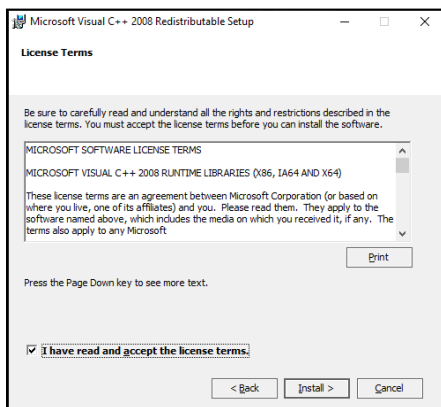 Microsoft Visual C++ 2008 Redistributable Setup
License Terms
Be sure to carefully read and understand all the rights and restrictions described in the
license terms. You must accept the license terms before you can install the software.
MICROSOFT SOFTWARE LICENSE TERMS
MICROSOFT VISUAL C++ 2008 RUNTIME LIBRARIES (X86, IA64 AND X64)
These license terms are an agreement between Microsoft Corporation (or based on
where you live, one of its affiliates) and you.  Please read them.  They apply to the
software named above, which includes the media on which you received it, if any.  The
terms also apply to any Microsoft
Print
Press the Page Down key to see more text.
I have read and accept the license terms.
< Back
Install >
Cancel